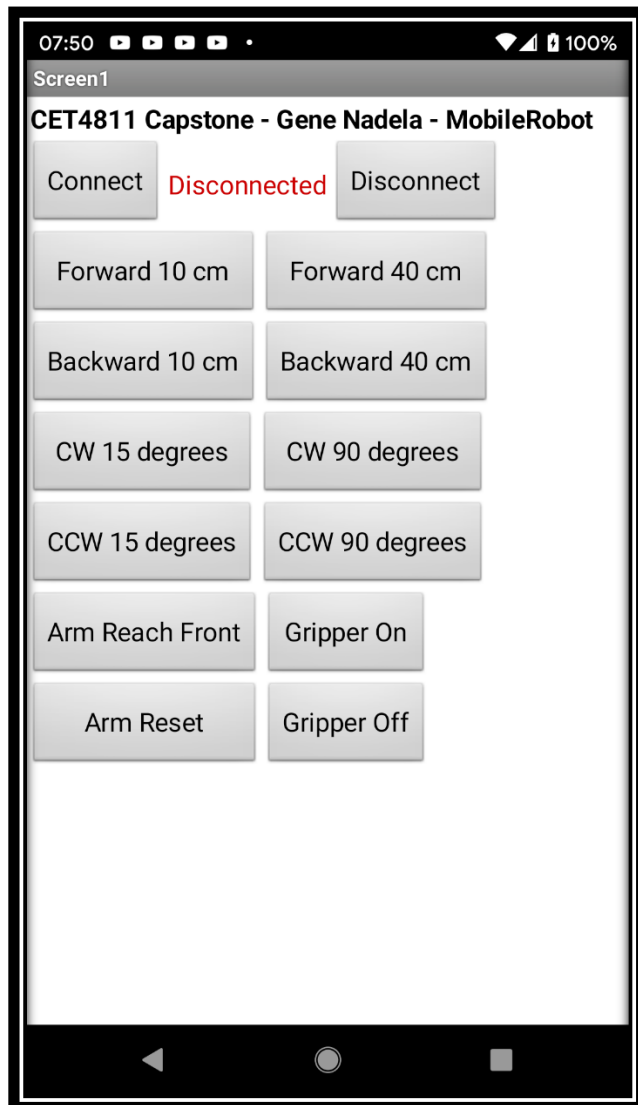 07:50 100%
Screen1
CET4811 Capstone - Gene Nadela - MobileRobot
Connect Disconnected Disconnect
Forward 10 cm Forward 40 cm
Backward 10 cm Backward 40 cm
CW 15 degrees CW 90 degrees
CCW 15 degrees CCW 90 degrees
Arm Reach Front Gripper On
Arm Reset Gripper Off